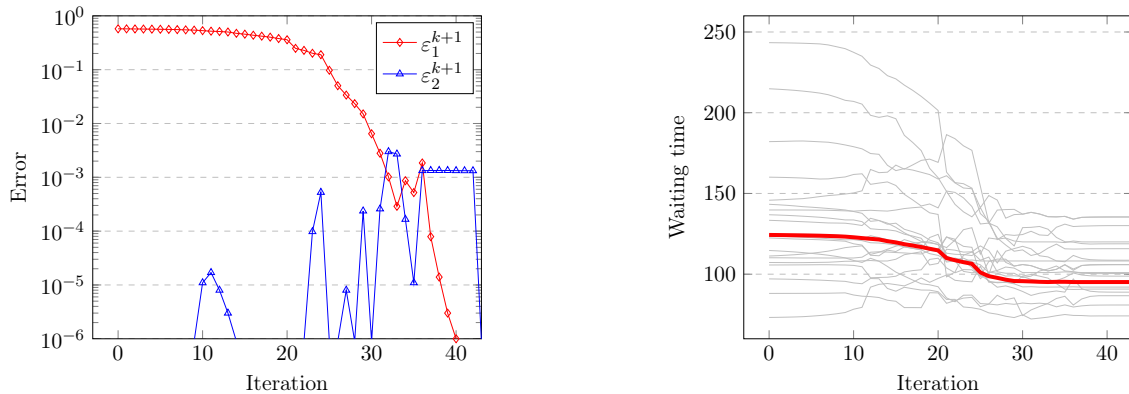 10^0
10^−1
10^−2
10^−3
10^−4
10^−5
10^−6
Error
0 10 20 30 40
Iteration
ε_1^{k+1}
ε_2^{k+1}
250
200
150
100
Waiting time
0 10 20 30 40
Iteration